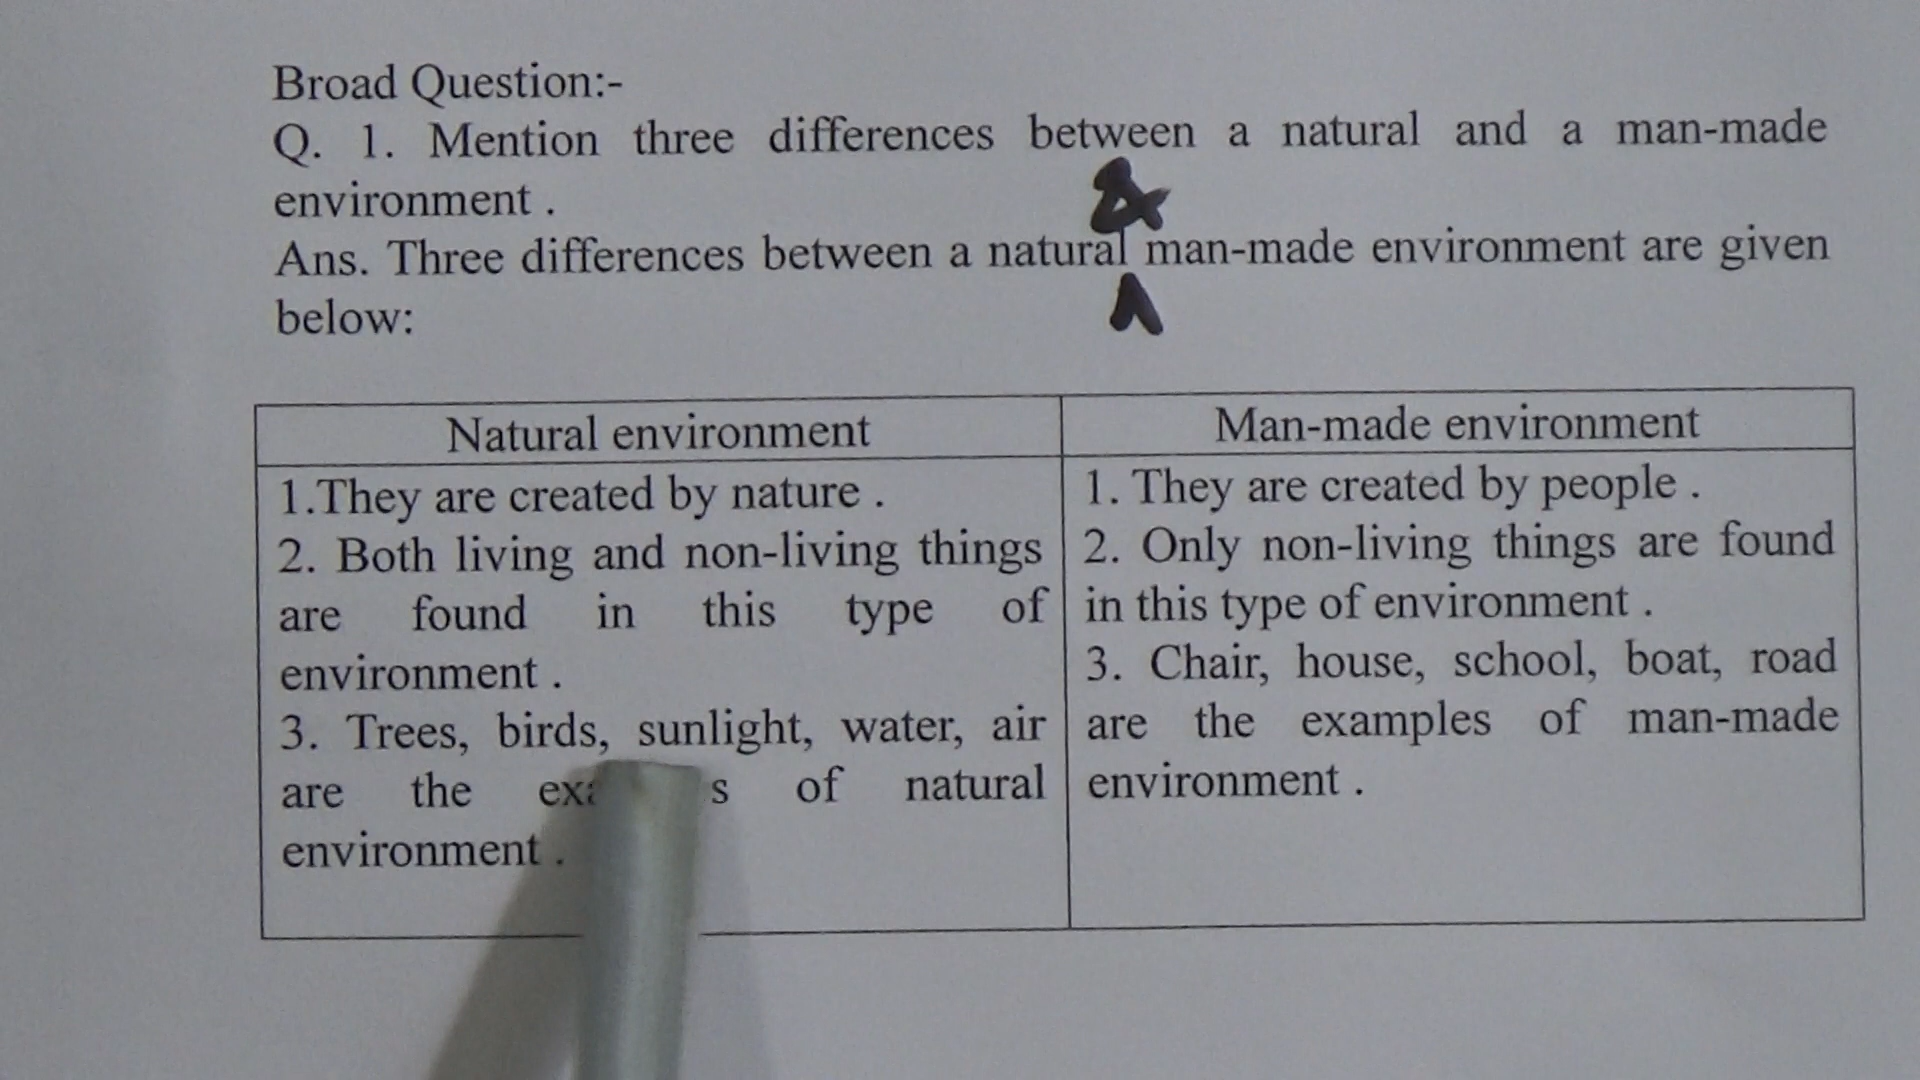 Broad Question:-
Q. 1. Mention three differences between a natural and a man-made
environment .
&
Ans. Three differences between a natural man-made environment are given
below:
Natural environment
1.They are created by nature .
2. Both living and non-living things
are found in this type of
environment .
3. Trees, birds, sunlight, water, air
are the of natural
environment .
Man-made environment
1. They are created by people .
2. Only non-living things are found
in this type of environment .
3. Chair, house, school, boat, road
are the examples of man-made
environment .